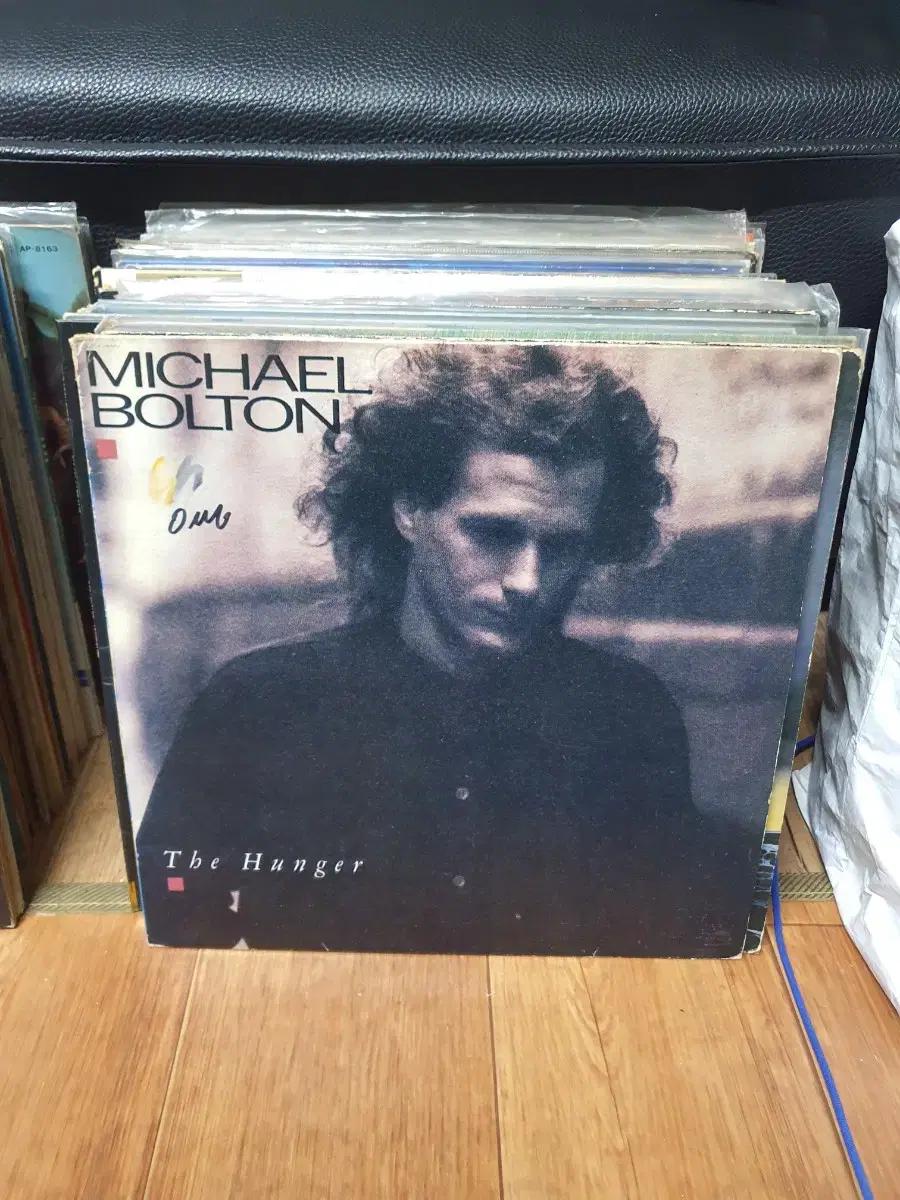 AP-8163
MICHAEL
BOLTON
The Hunger